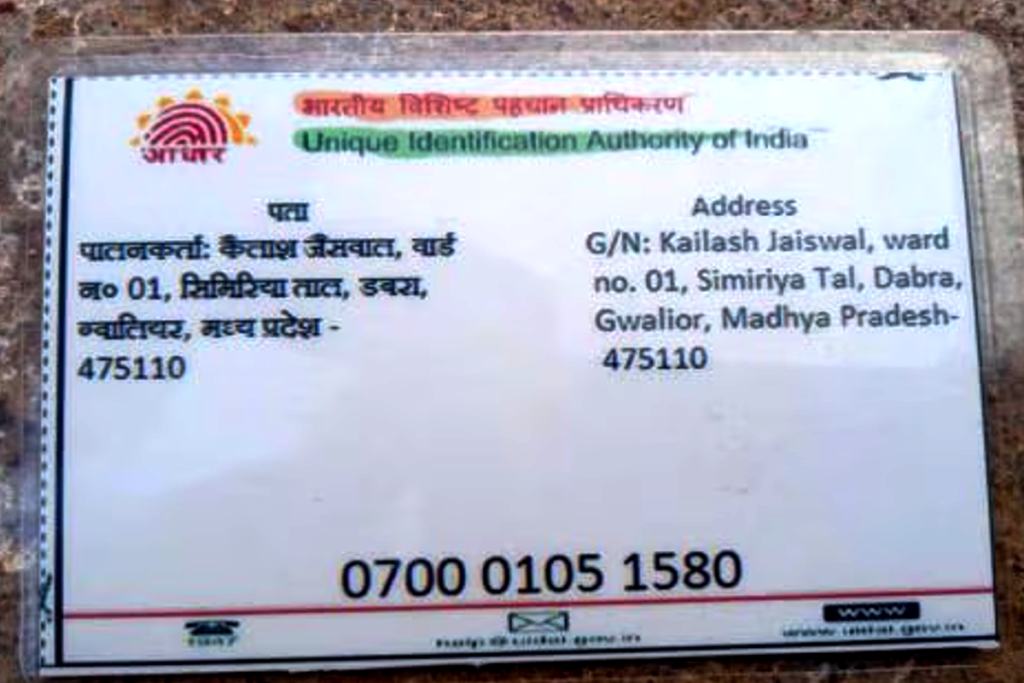 आधार
भारतीय विशिष्ट पहचान प्राधिकरण
Unique Identification Authority of India
पता
पालनकर्ता: कैलाश जैसवाल, वार्ड
न० 01, सिमिरिया ताल, डबरा,
ग्वालियर, मध्य प्रदेश -
475110
Address
G/N: Kailash Jaiswal, ward
no. 01, Simiriya Tal, Dabra,
Gwalior, Madhya Pradesh-
475110
0700 0105 1580
www